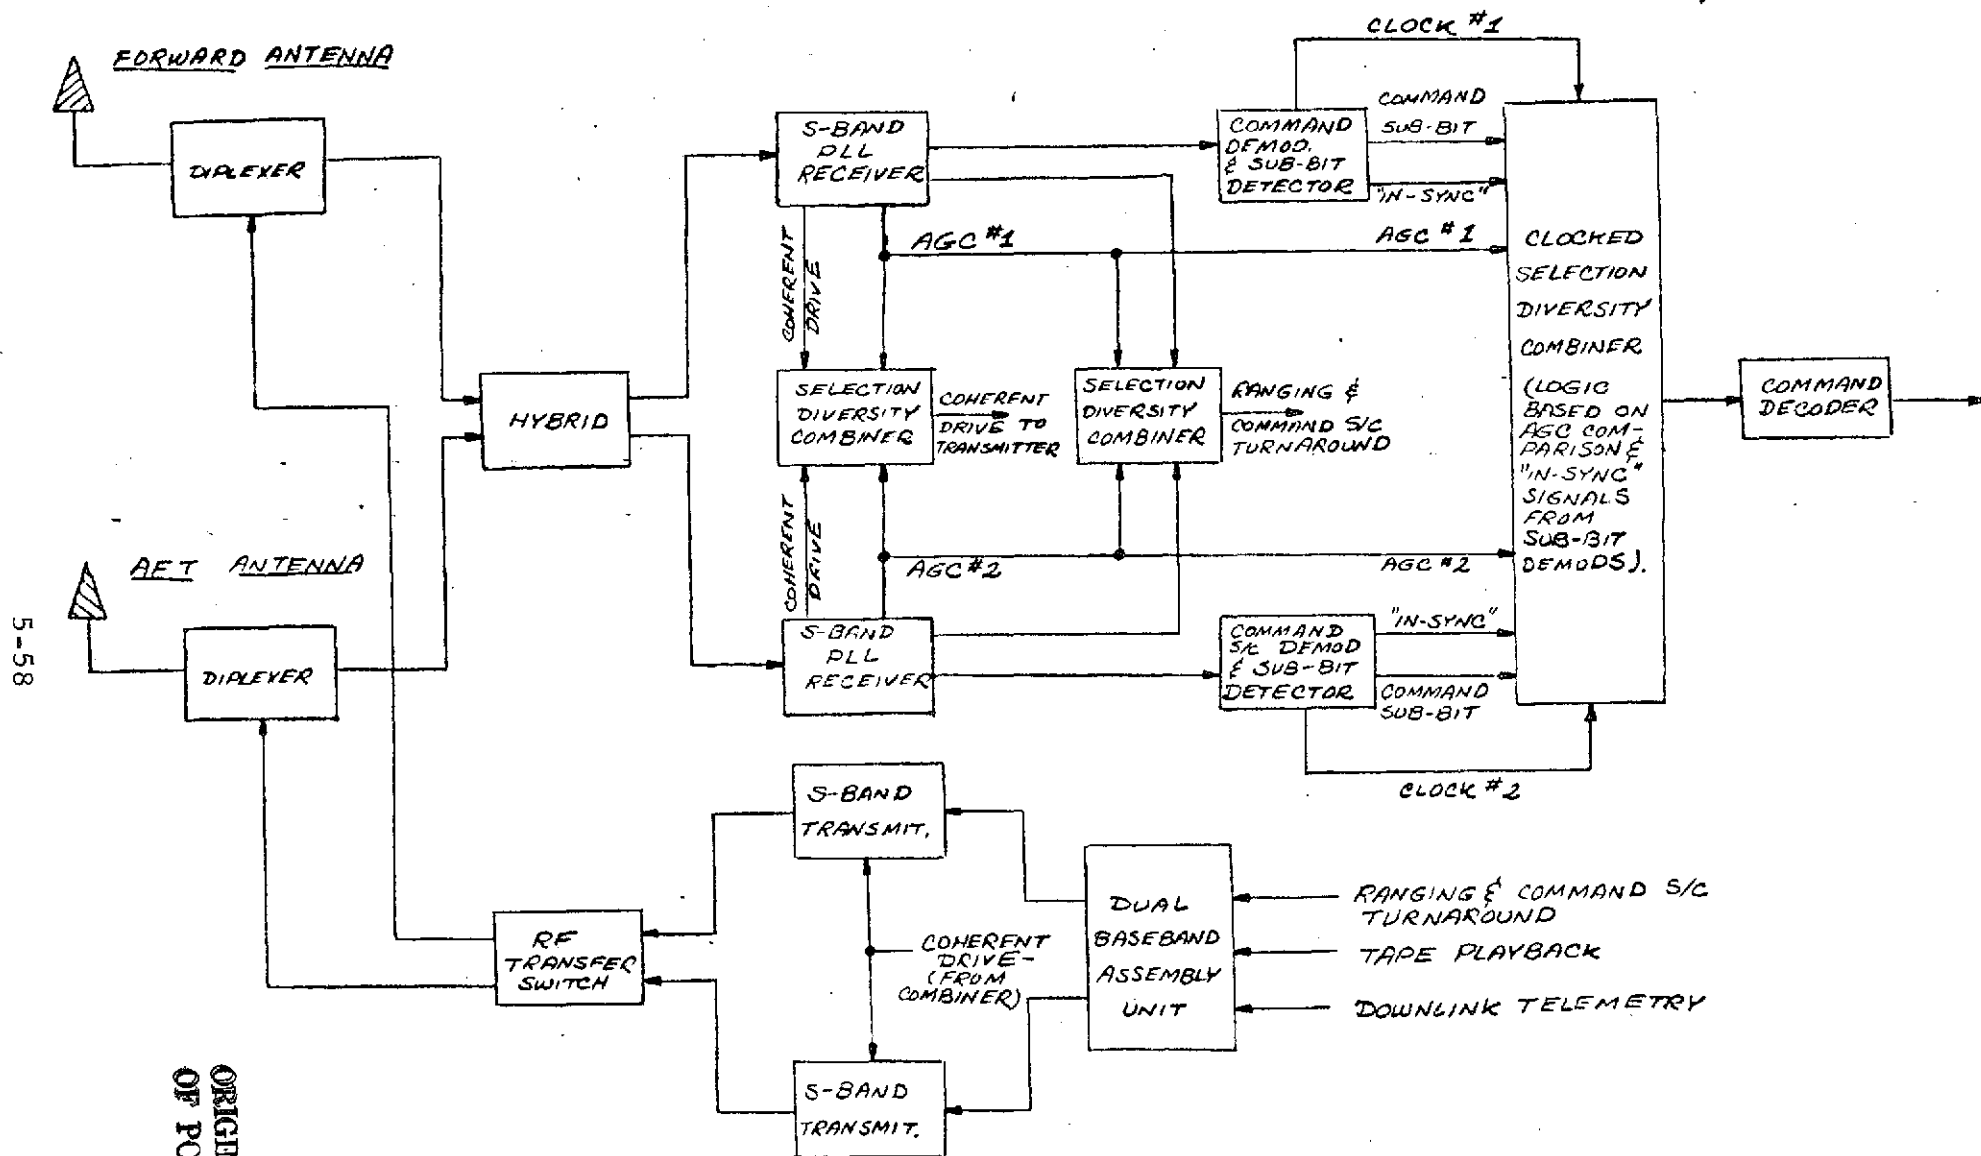 CLOCK #1
FORWARD ANTENNA
DIPLEXER
S-BAND
PLL
RECEIVER
COMMAND
DEMOD.
& SUB-BIT
DETECTOR
COMMAND
SUB-BIT
"IN-SYNC"
AGC #1
AGC #1
COHERENT
DRIVE
CLOCKED
SELECTION
DIVERSITY
COMBINER
(LOGIC
BASED ON
AGC COM-
PARISON &
"IN-SYNC"
SIGNALS
FROM
SUB-BIT
DEMODS).
HYBRID
SELECTION
DIVERSITY
COMBINER
COHERENT
DRIVE TO
TRANSMITTER
SELECTION
DIVERSITY
COMBINER
RANGING &
COMMAND S/C
TURNAROUND
COMMAND
DECODER
COHERENT
DRIVE
AGC #2
AGC #2
AFT ANTENNA
DIPLEXER
S-BAND
PLL
RECEIVER
COMMAND
S/C DEMOD
& SUB-BIT
DETECTOR
"IN-SYNC"
COMMAND
SUB-BIT
CLOCK #2
5-58
S-BAND
TRANSMIT.
RF
TRANSFER
SWITCH
COHERENT
DRIVE-
(FROM
COMBINER)
DUAL
BASEBAND
ASSEMBLY
UNIT
RANGING & COMMAND S/C
TURNAROUND
TAPE PLAYBACK
DOWNLINK TELEMETRY
S-BAND
TRANSMIT.
OF PO